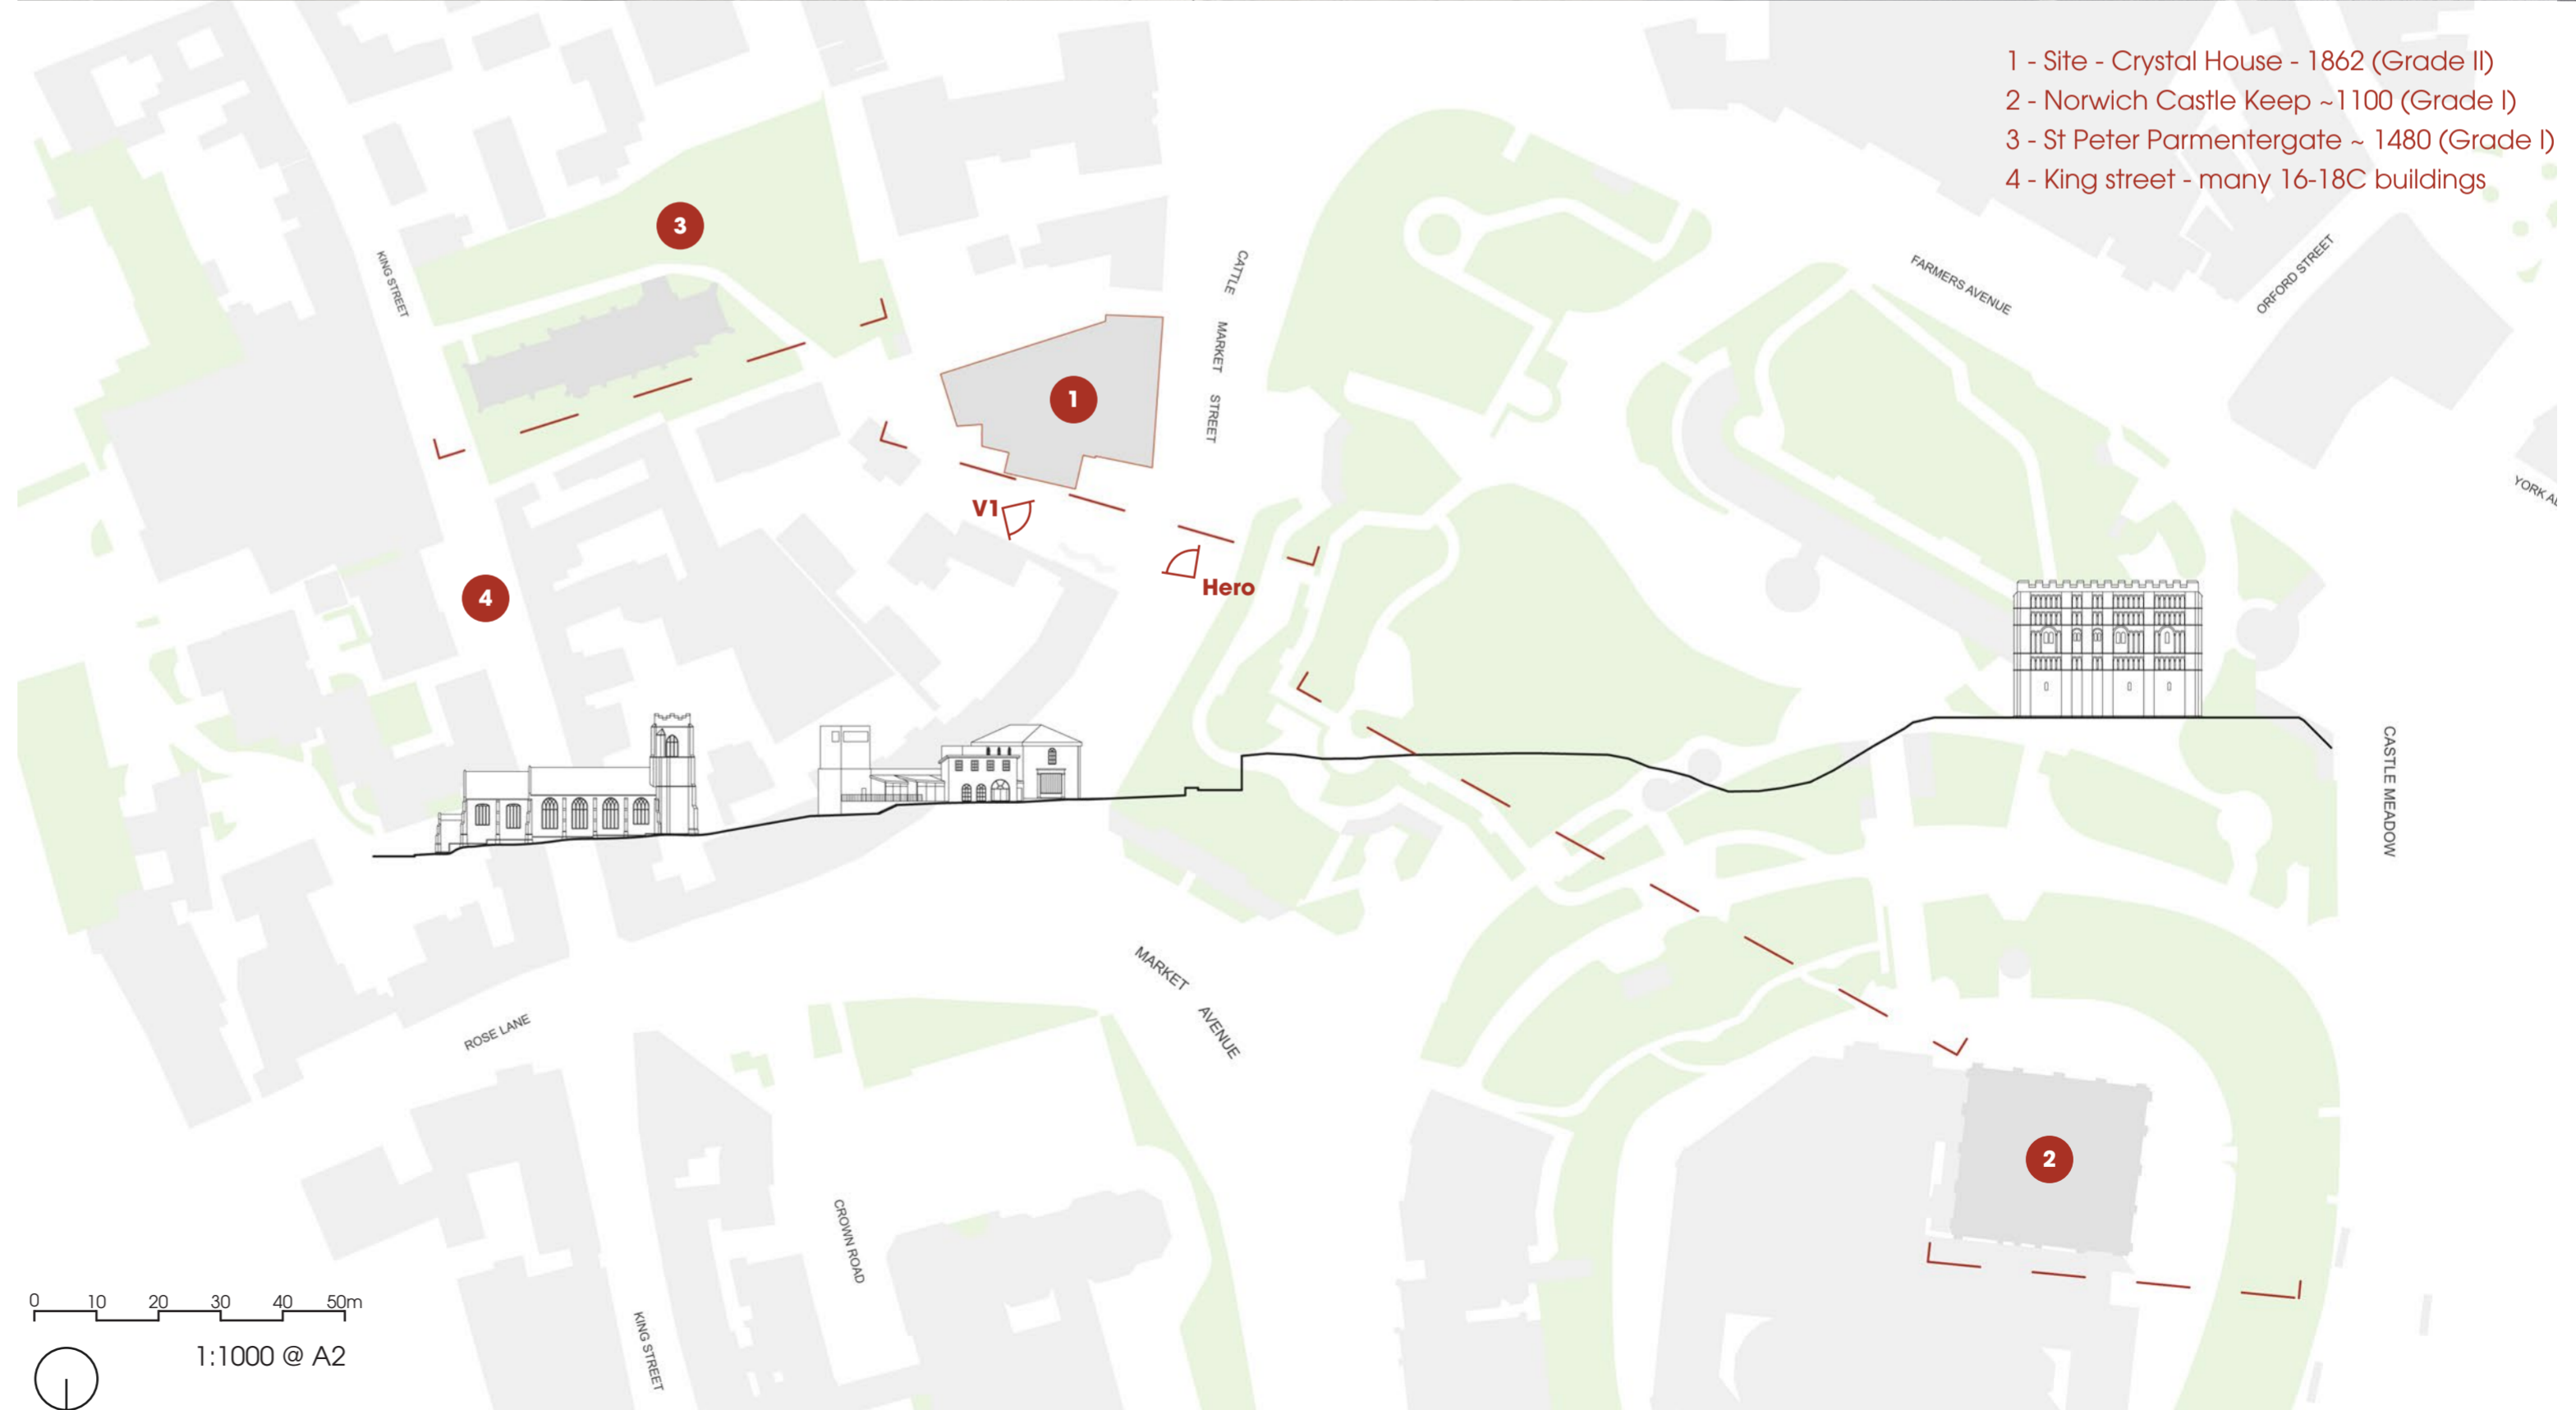 1 - Site - Crystal House - 1862 (Grade II)
2 - Norwich Castle Keep ~1100 (Grade I)
3 - St Peter Parmentergate ~ 1480 (Grade I)
4 - King street - many 16-18C buildings
3
KING STREET
CATTLE MARKET STREET
FARMERS AVENUE
ORFORD STREET
1
YORK
V1
Hero
4
CASTLE MEADOW
MARKET AVENUE
ROSE LANE
2
CROWN ROAD
KING STREET
0 10 20 30 40 50m
1:1000 @ A2